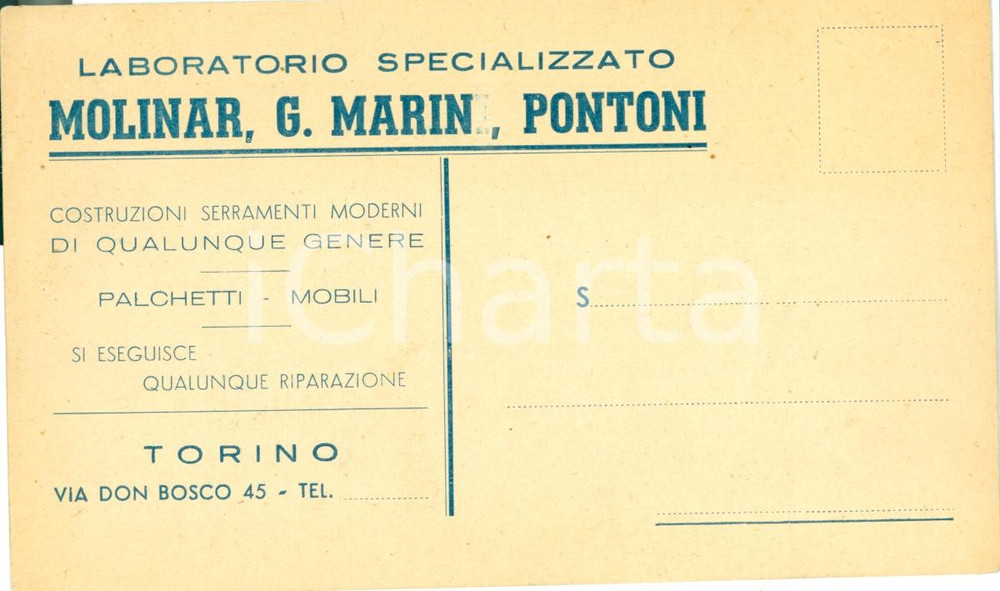 LABORATORIO SPECIALIZZATO
MOLINAR, G. MARIN, PONTONI
COSTRUZIONI SERRAMENTI MODERNI
DI QUALUNQUE GENERE
PALCHETTI - MOBILI
SI ESEGUISCE
QUALUNQUE RIPARAZIONE
TORINO
VIA DON BOSCO 45 - TEL.
S
iCharta